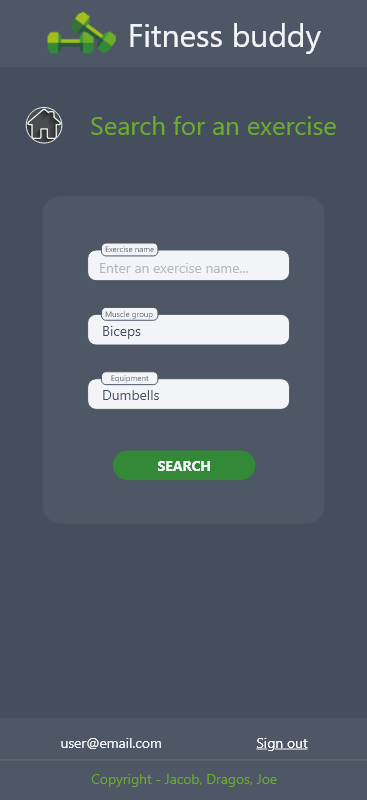 Fitness buddy
Search for an exercise
Exercise name
Enter an exercise name...
Muscle group
Biceps
Equipment
Dumbells
SEARCH
user@email.com Sign out
Copyright - Jacob, Dragos, Joe